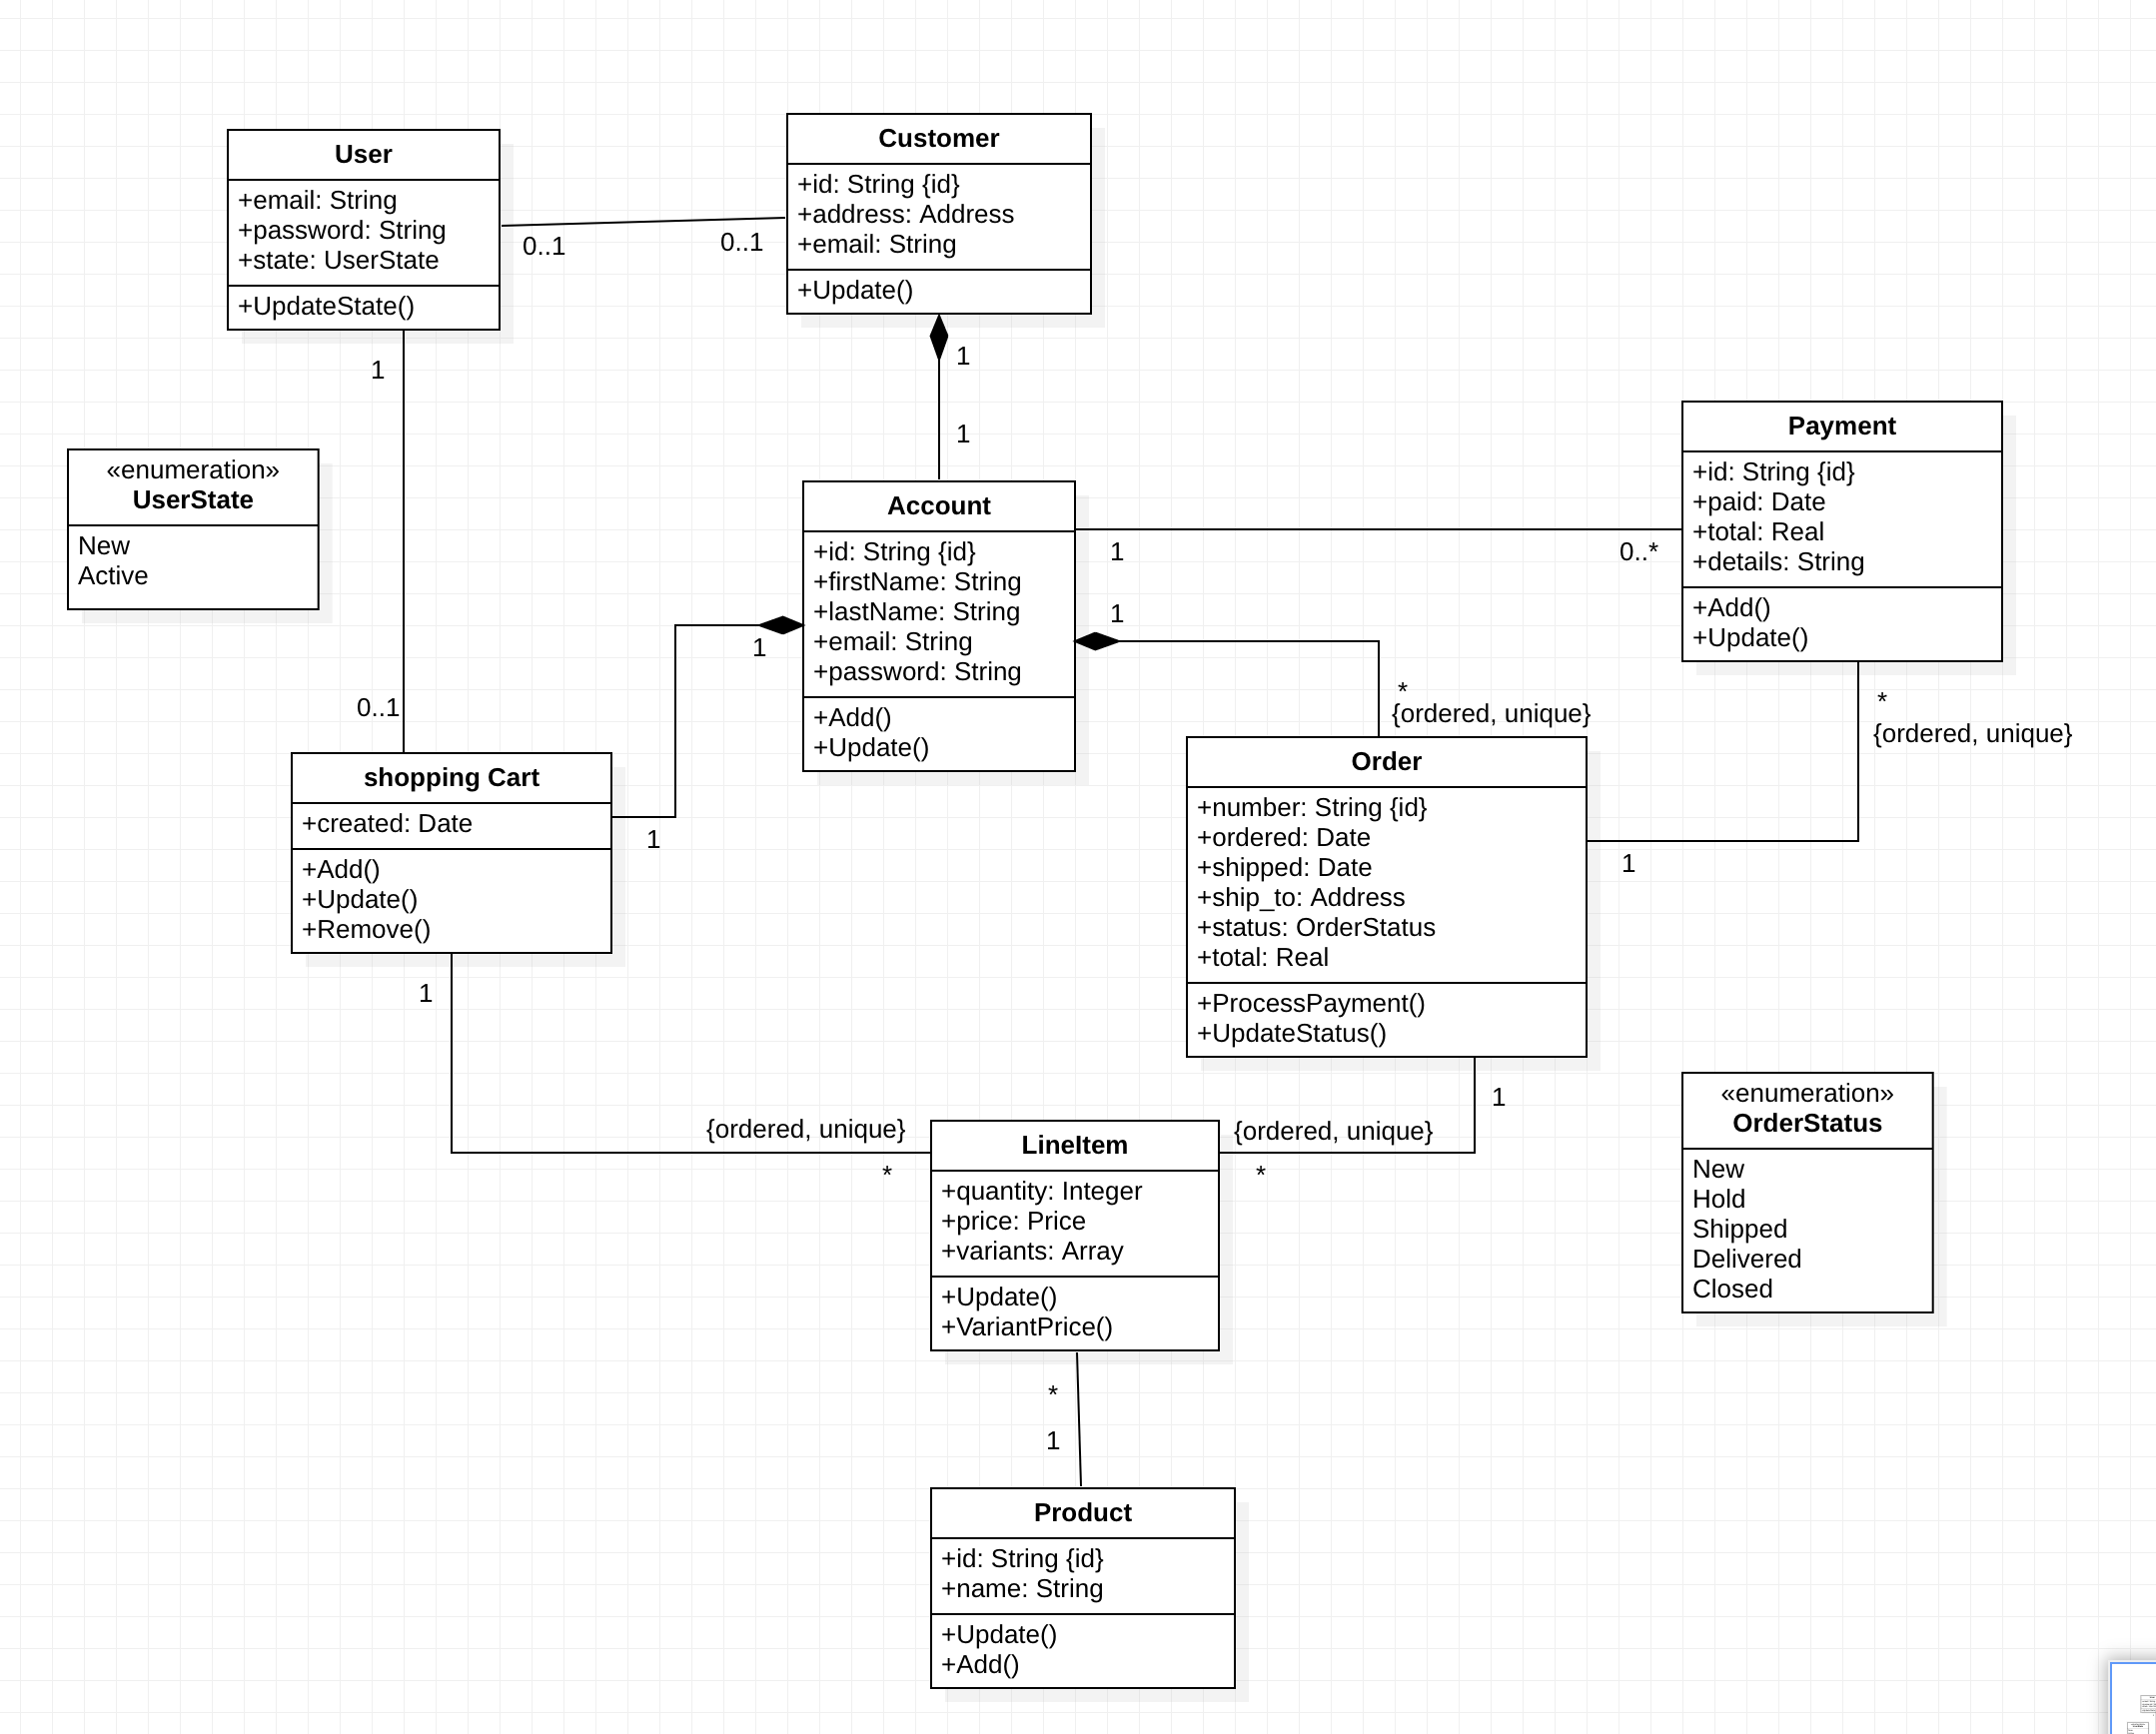 User
+email: String
+password: String
+state: UserState
+UpdateState()
0..1
0..1
Customer
+id: String {id}
+address: Address
+email: String
+Update()
1
1
1
0..1
«enumeration»
UserState
New
Active
Account
+id: String {id}
+firstName: String
+lastName: String
+email: String
+password: String
+Add()
+Update()
1
0..*
1
1
1
*
{ordered, unique}
Payment
+id: String {id}
+paid: Date
+total: Real
+details: String
+Add()
+Update()
*
{ordered, unique}
1
shopping Cart
+created: Date
+Add()
+Update()
+Remove()
1
Order
+number: String {id}
+ordered: Date
+shipped: Date
+ship_to: Address
+status: OrderStatus
+total: Real
+ProcessPayment()
+UpdateStatus()
1
{ordered, unique}
*
{ordered, unique}
*
LineItem
+quantity: Integer
+price: Price
+variants: Array
+Update()
+VariantPrice()
«enumeration»
OrderStatus
New
Hold
Shipped
Delivered
Closed
*
1
Product
+id: String {id}
+name: String
+Update()
+Add()